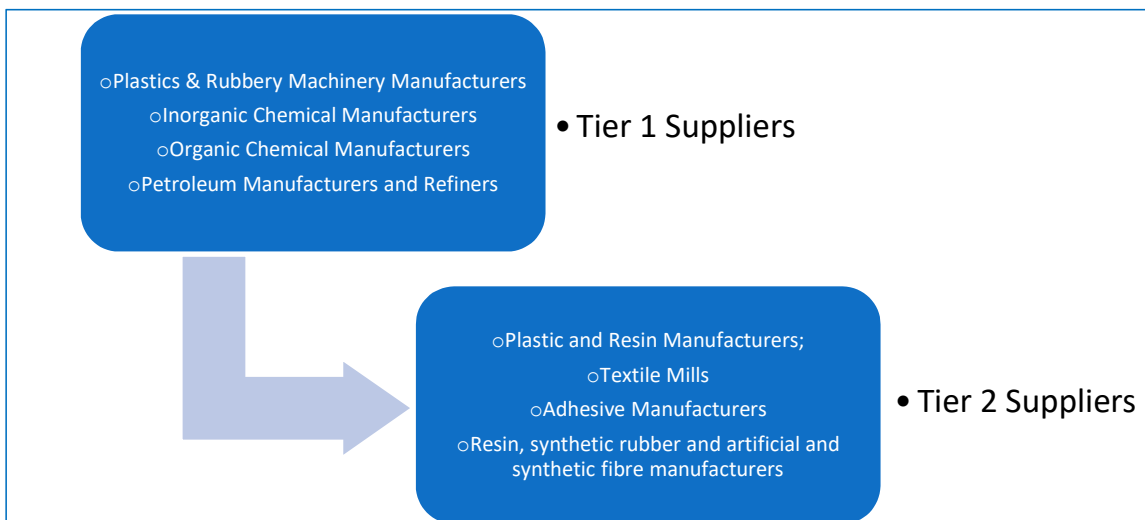 oPlastics & Rubbery Machinery Manufacturers
oInorganic Chemical Manufacturers
oOrganic Chemical Manufacturers
oPetroleum Manufacturers and Refiners
• Tier 1 Suppliers
oPlastic and Resin Manufacturers;
oTextile Mills
oAdhesive Manufacturers
oResin, synthetic rubber and artificial and
synthetic fibre manufacturers
• Tier 2 Suppliers